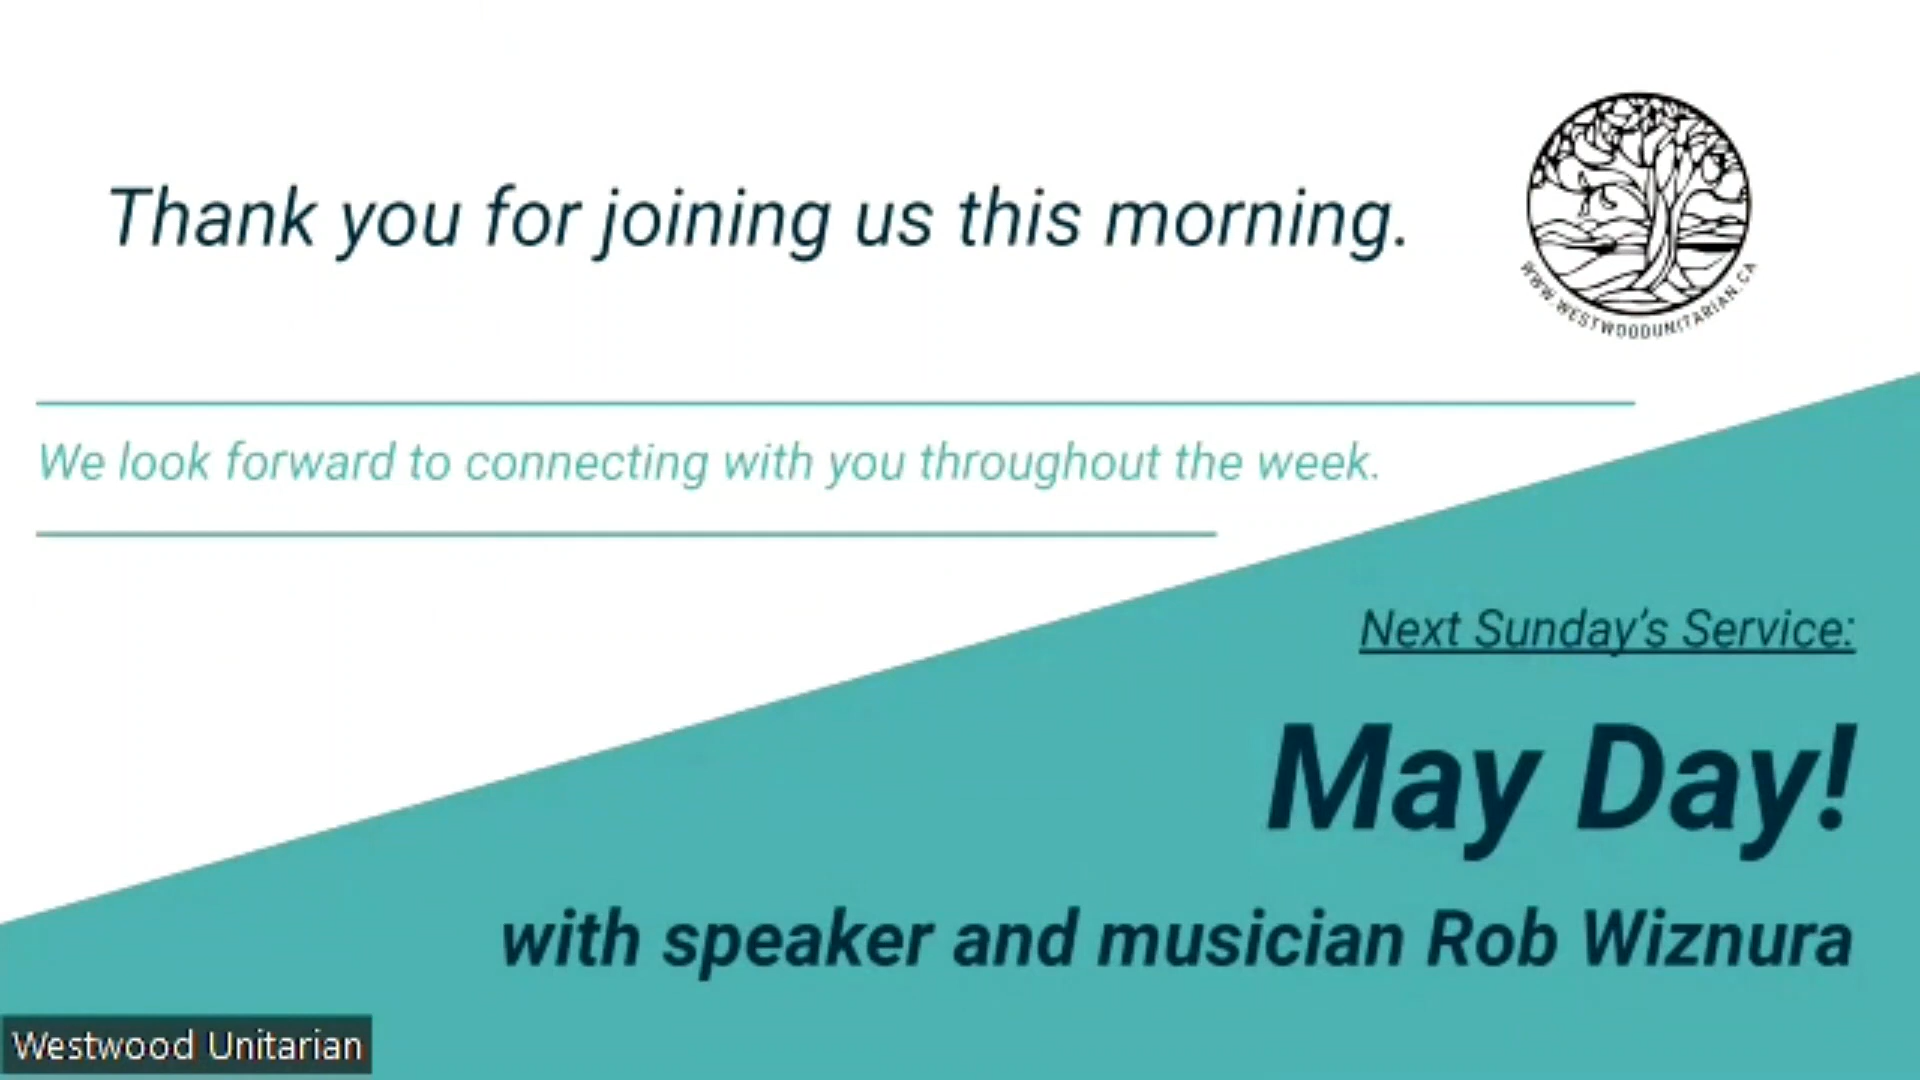 Thank you for joining us this morning.
WWW.WESTWOODUNITARIAN.CA
We look forward to connecting with you throughout the week.
Next Sunday's Service:
May Day!
with speaker and musician Rob Wiznura
Westwood Unitarian